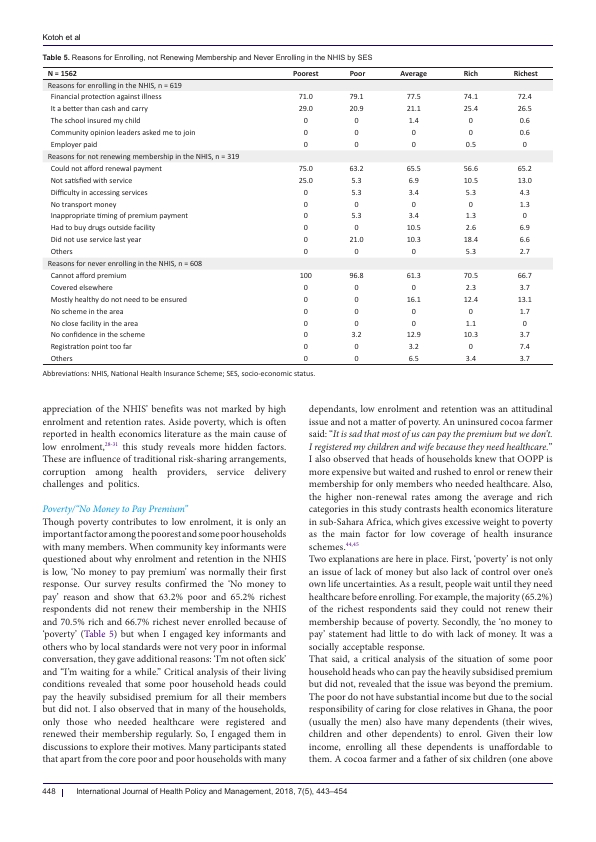 Kotoh et al
Table 5. Reasons for Enrolling, not Renewing Membership and Never Enrolling in the NHIS by SES
N = 1562 Poorest Poor Average Rich Richest
Reasons for enrolling in the NHIS, n = 619
Financial protection against illness 71.0 79.1 77.5 74.1 72.4
It a better than cash and carry 29.0 20.9 21.1 25.4 26.5
The school insured my child 0 0 1.4 0 0.6
Community opinion leaders asked me to join 0 0 0 0 0.6
Employer paid 0 0 0 0.5 0
Reasons for not renewing membership in the NHIS, n = 319
Could not afford renewal payment 75.0 63.2 65.5 56.6 65.2
Not satisfied with service 25.0 5.3 6.9 10.5 13.0
Difficulty in accessing services 0 5.3 3.4 5.3 4.3
No transport money 0 0 0 0 1.3
Inappropriate timing of premium payment 0 5.3 3.4 1.3 0
Had to buy drugs outside facility 0 0 10.5 2.6 6.9
Did not use service last year 0 21.0 10.3 18.4 6.6
Others 0 0 0 5.3 2.7
Reasons for never enrolling in the NHIS, n = 608
Cannot afford premium 100 96.8 61.3 70.5 66.7
Covered elsewhere 0 0 0 2.3 3.7
Mostly healthy do not need to be ensured 0 0 16.1 12.4 13.1
No scheme in the area 0 0 0 0 1.7
No close facility in the area 0 0 0 1.1 0
No confidence in the scheme 0 3.2 12.9 10.3 3.7
Registration point too far 0 0 3.2 0 7.4
Others 0 0 6.5 3.4 3.7
Abbreviations: NHIS, National Health Insurance Scheme; SES, socio-economic status.
appreciation of the NHIS' benefits was not marked by high
enrolment and retention rates. Aside poverty, which is often
reported in health economics literature as the main cause of
low enrolment,28-31 this study reveals more hidden factors.
These are influence of traditional risk-sharing arrangements,
corruption among health providers, service delivery
challenges and politics.
Poverty/"No Money to Pay Premium"
Though poverty contributes to low enrolment, it is only an
important factor among the poorest and some poor households
with many members. When community key informants were
questioned about why enrolment and retention in the NHIS
is low, 'No money to pay premium' was normally their first
response. Our survey results confirmed the 'No money to
pay' reason and show that 63.2% poor and 65.2% richest
respondents did not renew their membership in the NHIS
and 70.5% rich and 66.7% richest never enrolled because of
'poverty' (Table 5) but when I engaged key informants and
others who by local standards were not very poor in informal
conversation, they gave additional reasons: 'I'm not often sick'
and "I'm waiting for a while." Critical analysis of their living
conditions revealed that some poor household heads could
pay the heavily subsidised premium for all their members
but did not. I also observed that in many of the households,
only those who needed healthcare were registered and
renewed their membership regularly. So, I engaged them in
discussions to explore their motives. Many participants stated
that apart from the core poor and poor households with many
dependants, low enrolment and retention was an attitudinal
issue and not a matter of poverty. An uninsured cocoa farmer
said: "It is sad that most of us can pay the premium but we don't.
I registered my children and wife because they need healthcare."
I also observed that heads of households knew that OOPP is
more expensive but waited and rushed to enrol or renew their
membership for only members who needed healthcare. Also,
the higher non-renewal rates among the average and rich
categories in this study contrasts health economics literature
in sub-Sahara Africa, which gives excessive weight to poverty
as the main factor for low coverage of health insurance
schemes.44,45
Two explanations are here in place. First, 'poverty' is not only
an issue of lack of money but also lack of control over one's
own life uncertainties. As a result, people wait until they need
healthcare before enrolling. For example, the majority (65.2%)
of the richest respondents said they could not renew their
membership because of poverty. Secondly, the 'no money to
pay' statement had little to do with lack of money. It was a
socially acceptable response.
That said, a critical analysis of the situation of some poor
household heads who can pay the heavily subsidised premium
but did not, revealed that the issue was beyond the premium.
The poor do not have substantial income but due to the social
responsibility of caring for close relatives in Ghana, the poor
(usually the men) also have many dependents (their wives,
children and other dependents) to enrol. Given their low
income, enrolling all these dependents is unaffordable to
them. A cocoa farmer and a father of six children (one above
448 | International Journal of Health Policy and Management, 2018, 7(5), 443–454